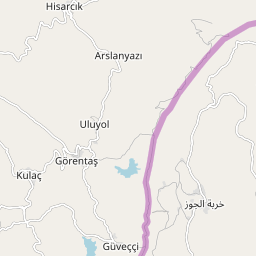 Hisarcık
Arslanyazı
Uluyol
Görentaş
Kulaç
خربة الجوز
Güveççi